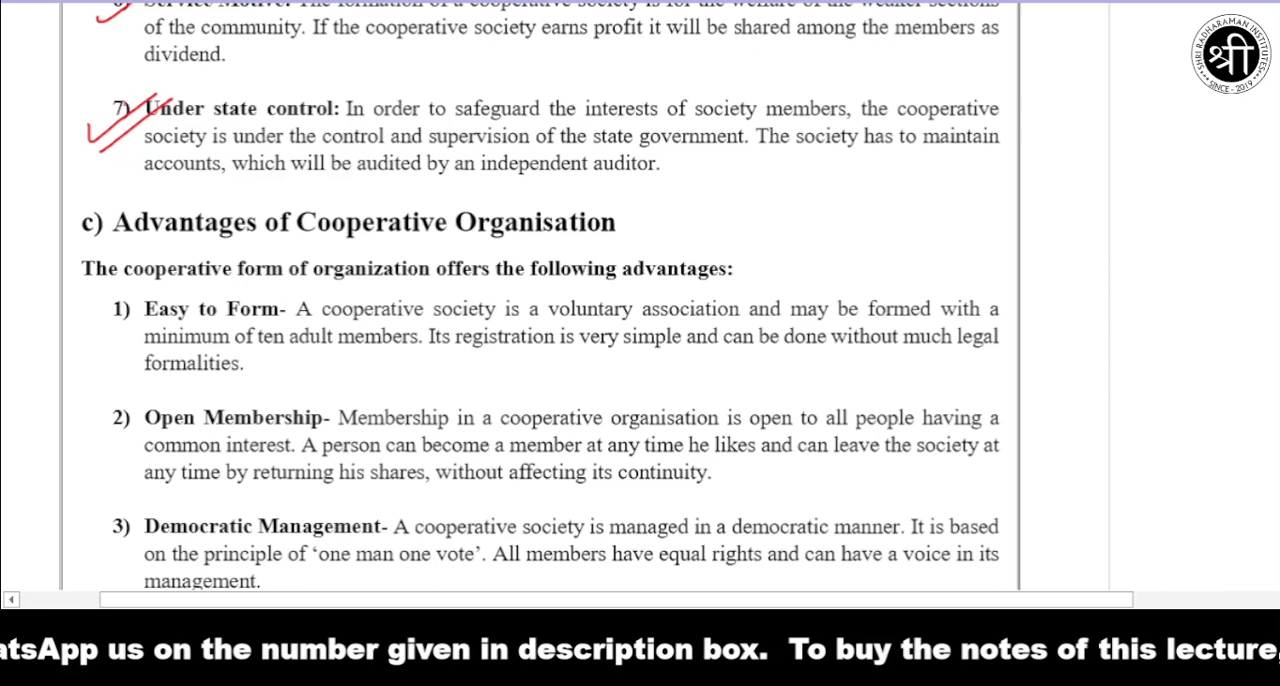 of the community. If the cooperative society earns profit it will be shared among the members as
dividend.
7) Under state control: In order to safeguard the interests of society members, the cooperative
society is under the control and supervision of the state government. The society has to maintain
accounts, which will be audited by an independent auditor.
c) Advantages of Cooperative Organisation
The cooperative form of organization offers the following advantages:
1) Easy to Form- A cooperative society is a voluntary association and may be formed with a
minimum of ten adult members. Its registration is very simple and can be done without much legal
formalities.
2) Open Membership- Membership in a cooperative organisation is open to all people having a
common interest. A person can become a member at any time he likes and can leave the society at
any time by returning his shares, without affecting its continuity.
3) Democratic Management- A cooperative society is managed in a democratic manner. It is based
on the principle of ‘one man one vote’. All members have equal rights and can have a voice in its
management.
SHRI RADHARAMAN INSTITUTES
श्री
SINCE - 2019
atsApp us on the number given in description box. To buy the notes of this lecture,